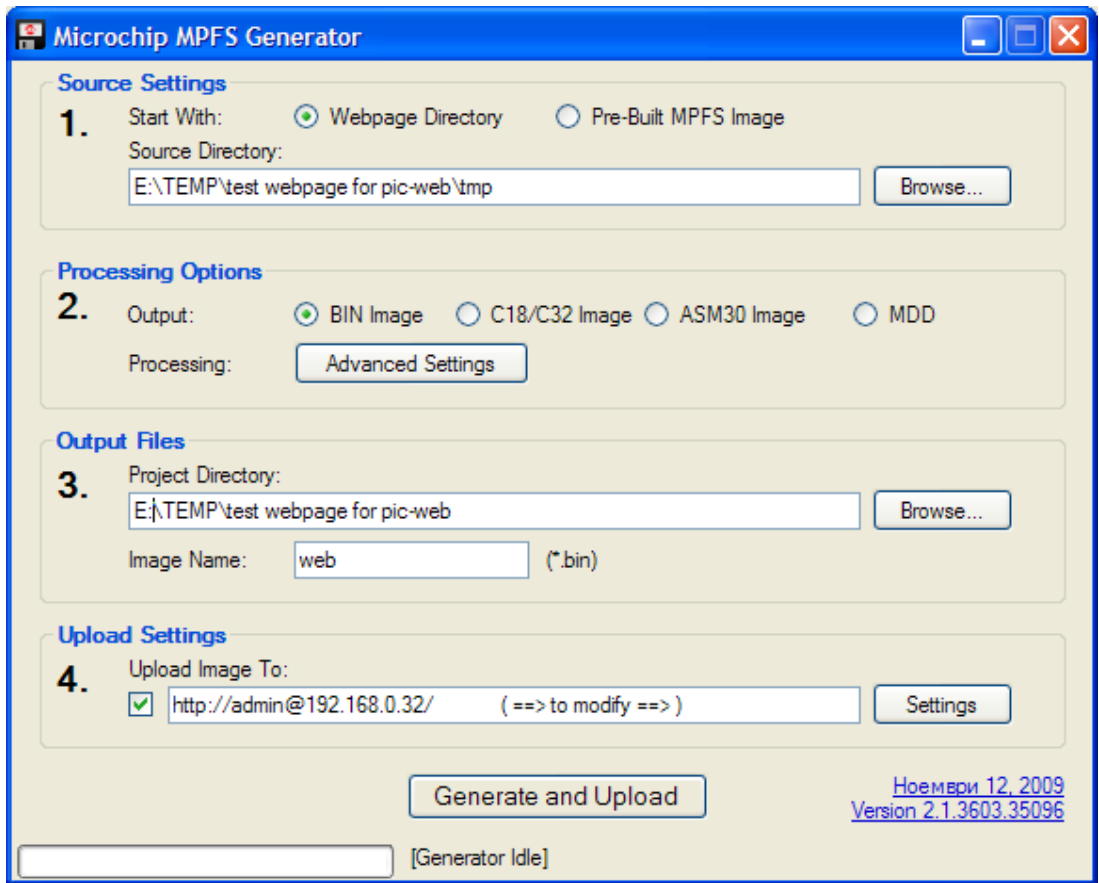 Microchip MPFS Generator
Source Settings
1. Start With: Webpage Directory Pre-Built MPFS Image
Source Directory:
E:\TEMP\test webpage for pic-web\tmp Browse...
Processing Options
2. Output: BIN Image C18/C32 Image ASM30 Image MDD
Processing: Advanced Settings
Output Files
3. Project Directory:
E:\TEMP\test webpage for pic-web Browse...
Image Name: web (*.bin)
Upload Settings
4. Upload Image To:
http://admin@192.168.0.32/ ( ==> to modify ==> ) Settings
Generate and Upload
Ноември 12, 2009
Version 2.1.3603.35096
[Generator Idle]